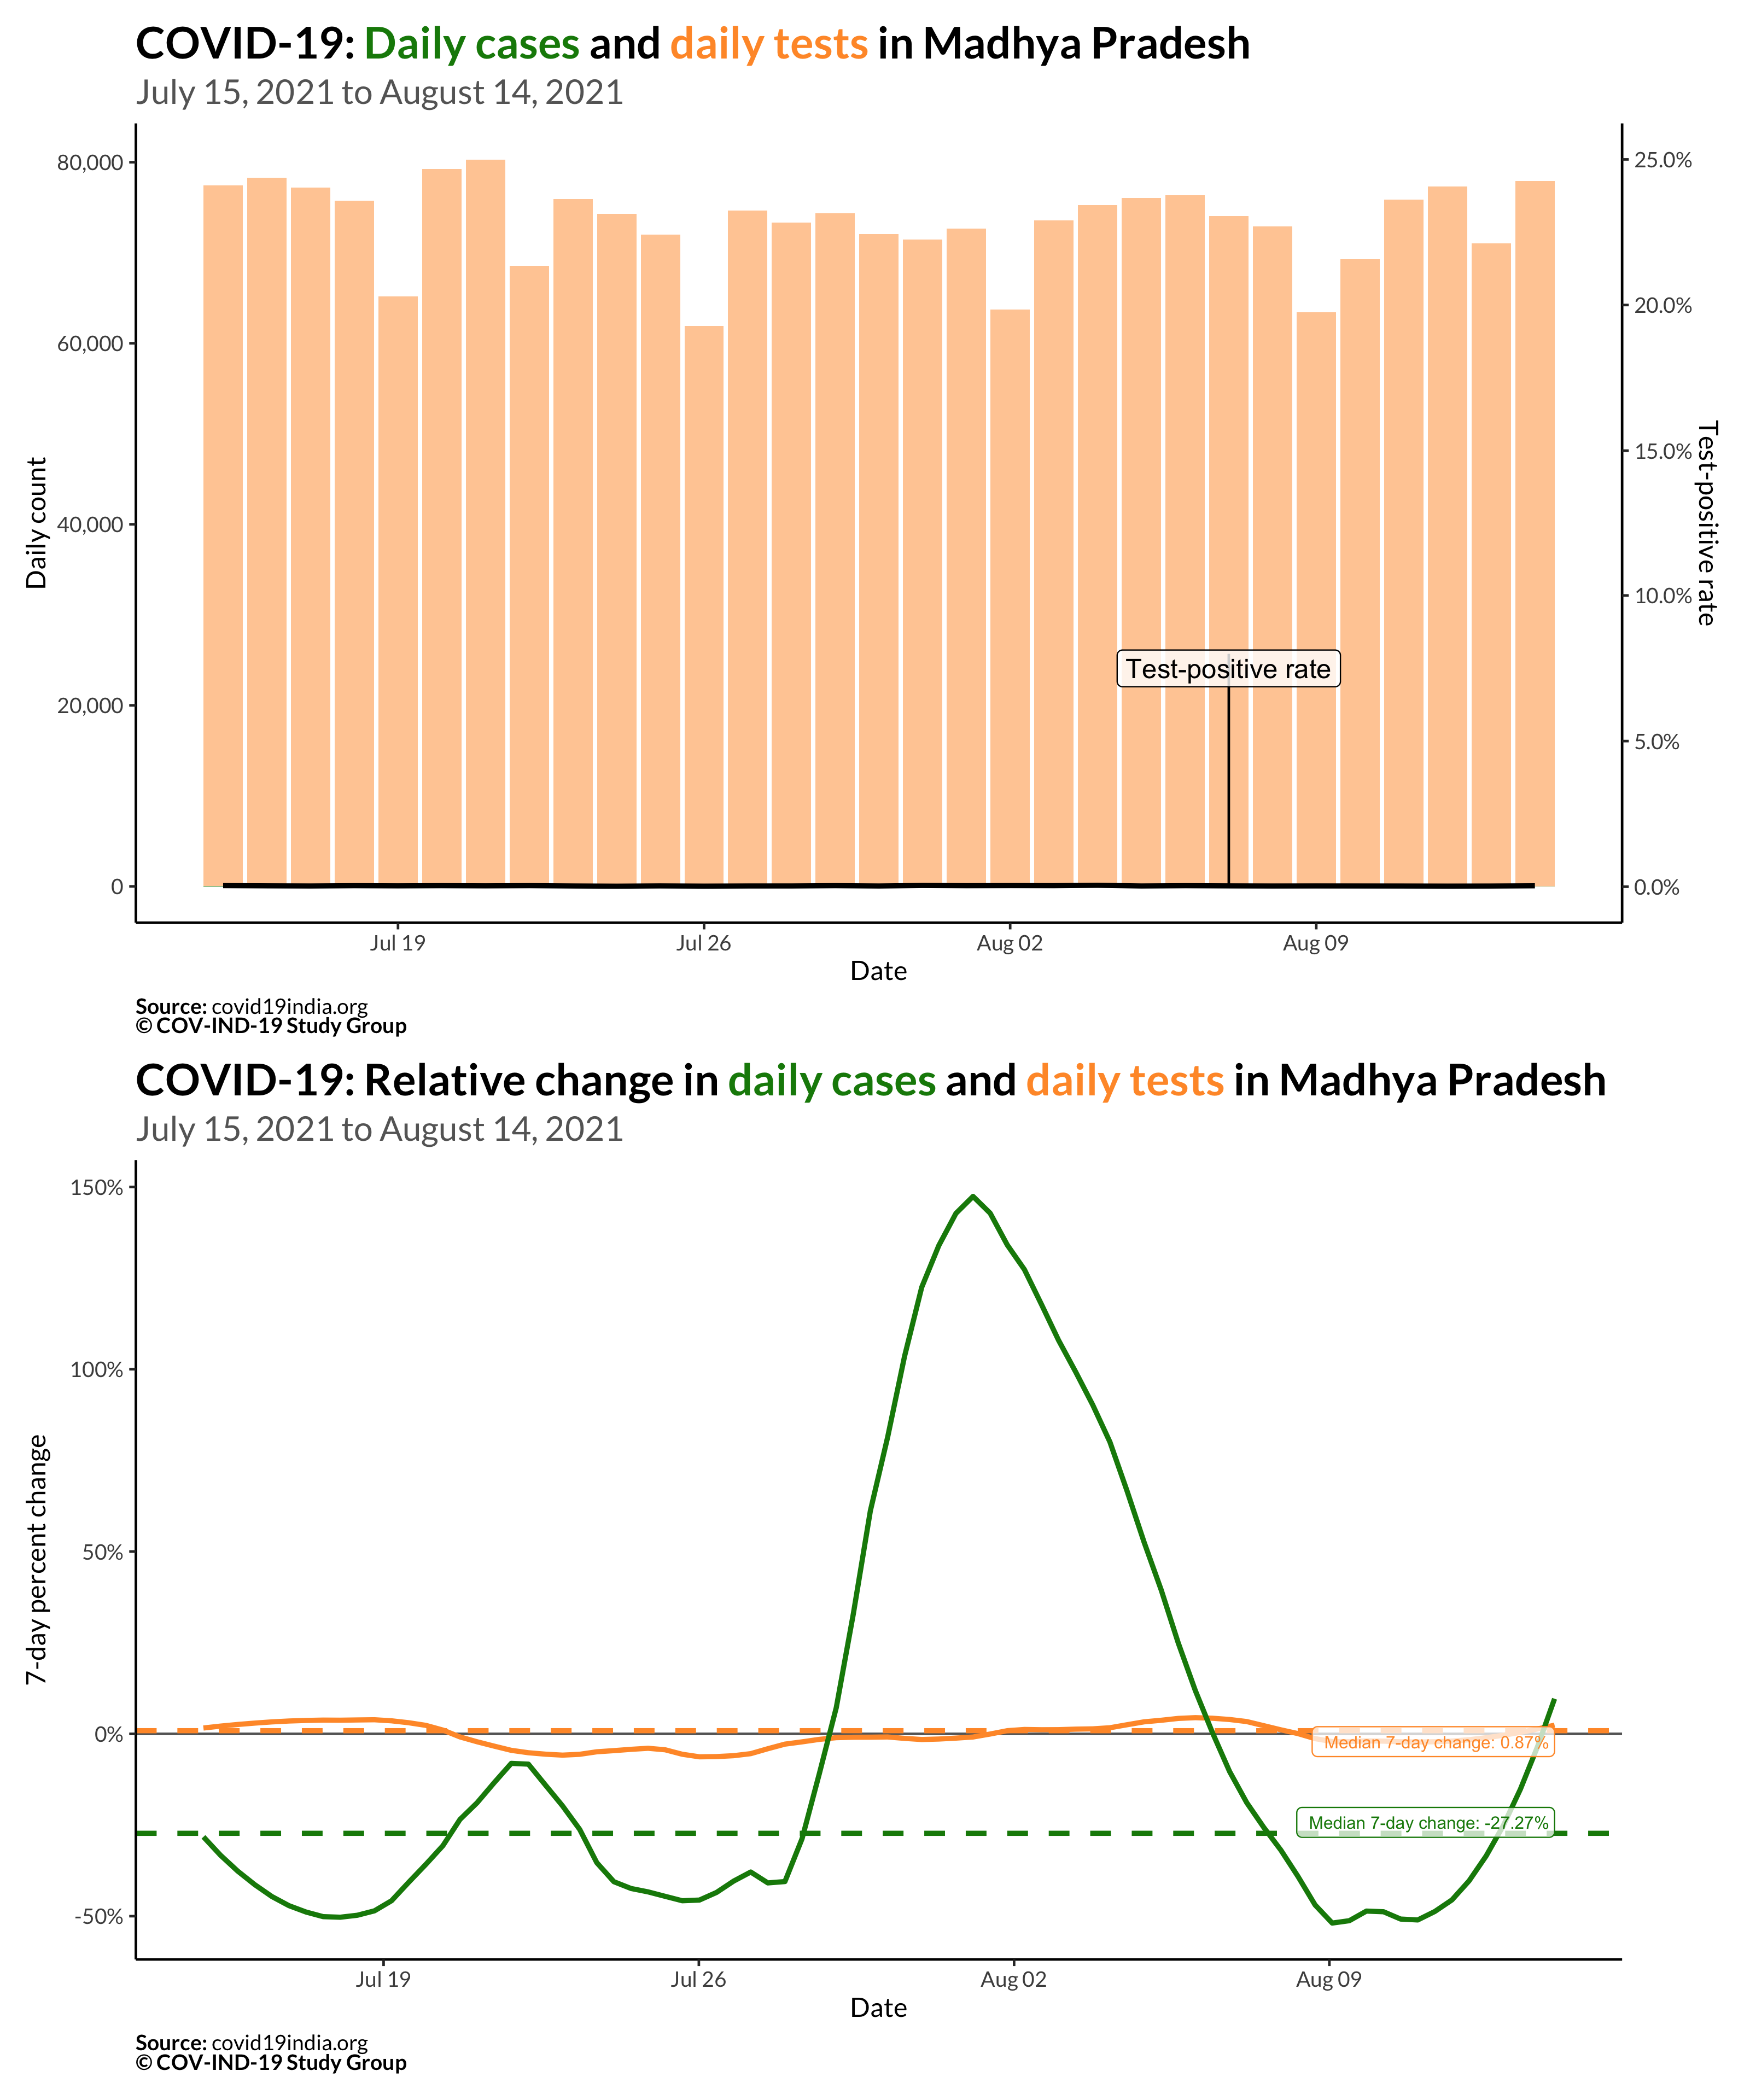 COVID-19: Daily cases and daily tests in Madhya Pradesh
July 15, 2021 to August 14, 2021
80,000
60,000
40,000
20,000
0
Daily count
25.0%
20.0%
15.0%
10.0%
5.0%
0.0%
Test-positive rate
Test-positive rate
Jul 19
Jul 26
Aug 02
Aug 09
Date
Source: covid19india.org
© COV-IND-19 Study Group
COVID-19: Relative change in daily cases and daily tests in Madhya Pradesh
July 15, 2021 to August 14, 2021
150%
100%
50%
0%
-50%
7-day percent change
Median 7-day change: 0.87%
Median 7-day change: -27.27%
Jul 19
Jul 26
Aug 02
Aug 09
Date
Source: covid19india.org
© COV-IND-19 Study Group